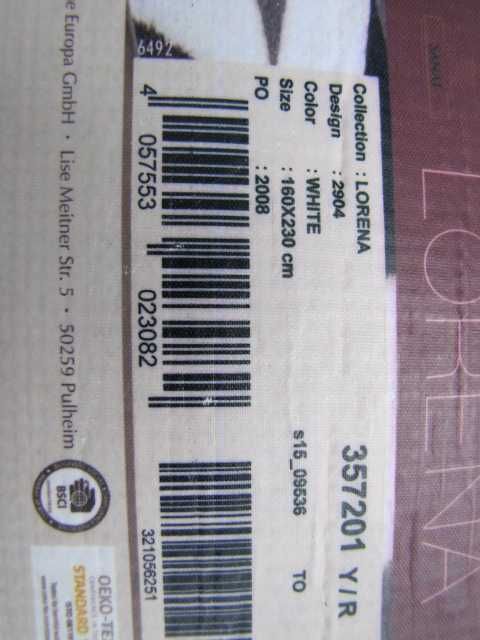 LORENA
Collection : LORENA
Design : 2904
Color : WHITE
Size : 160X230 cm
PO : 2008
357201 Y/R
s15_09536 TO
4 057553 023082
321056251
6492
e Europa GmbH · Lise Meitner Str. 5 · 50259 Pulheim
BSCI
OEKO-TE
STANDARD